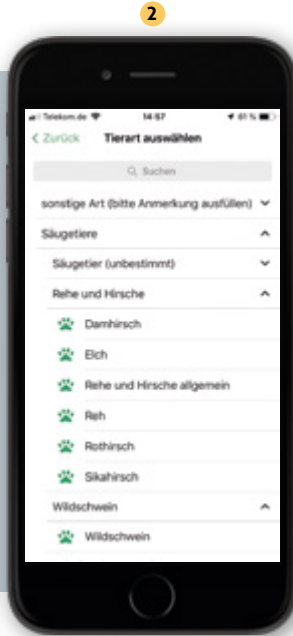 2
Telekom.de 14:57 61 %
Zurück Tierart auswählen
Suchen
sonstige Art (bitte Anmerkung ausfüllen)
Säugetiere
Säugetier (unbestimmt)
Rehe und Hirsche
Damhirsch
Elch
Rehe und Hirsche allgemein
Reh
Rothirsch
Sikahirsch
Wildschwein
Wildschwein